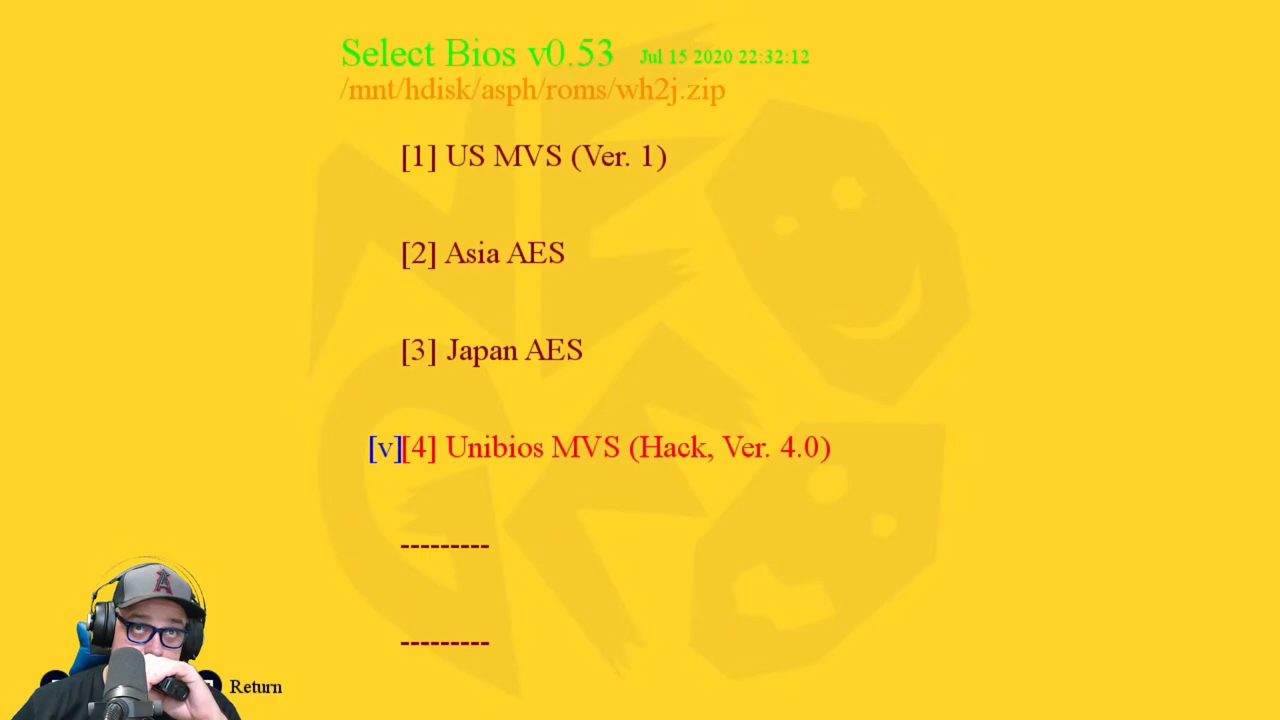 Select Bios v0.53 Jul 15 2020 22:32:12
/mnt/hdisk/asph/roms/wh2j.zip
[1] US MVS (Ver. 1)
[2] Asia AES
[3] Japan AES
[v][4] Unibios MVS (Hack, Ver. 4.0)
---------
---------
Return